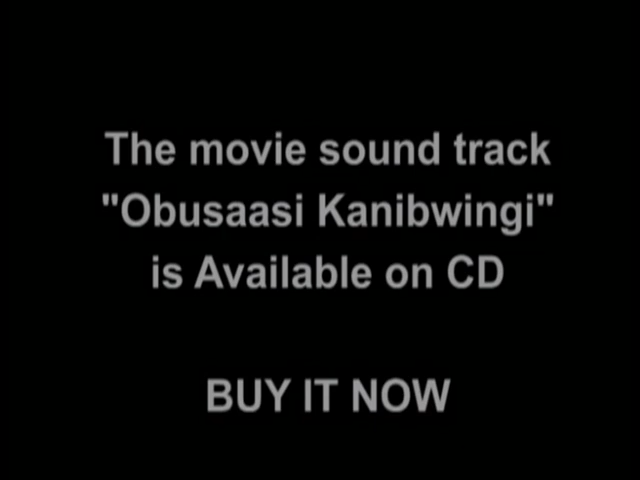 The movie sound track
"Obusaasi Kanibwingi"
is Available on CD
BUY IT NOW